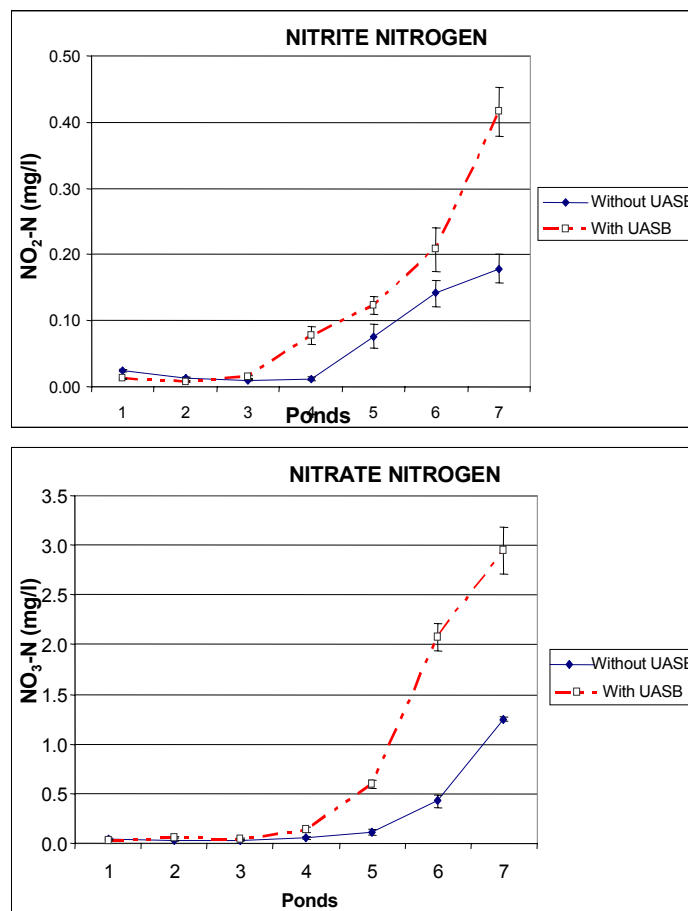 NITRITE NITROGEN
0.50
0.40
0.30
0.20
0.10
0.00
NO2-N (mg/l)
1 2 3 4 5 6 7
Ponds
Without UASB
With UASB
NITRATE NITROGEN
3.5
3.0
2.5
2.0
1.5
1.0
0.5
0.0
NO3-N (mg/l)
1 2 3 4 5 6 7
Ponds
Without UASB
With UASB